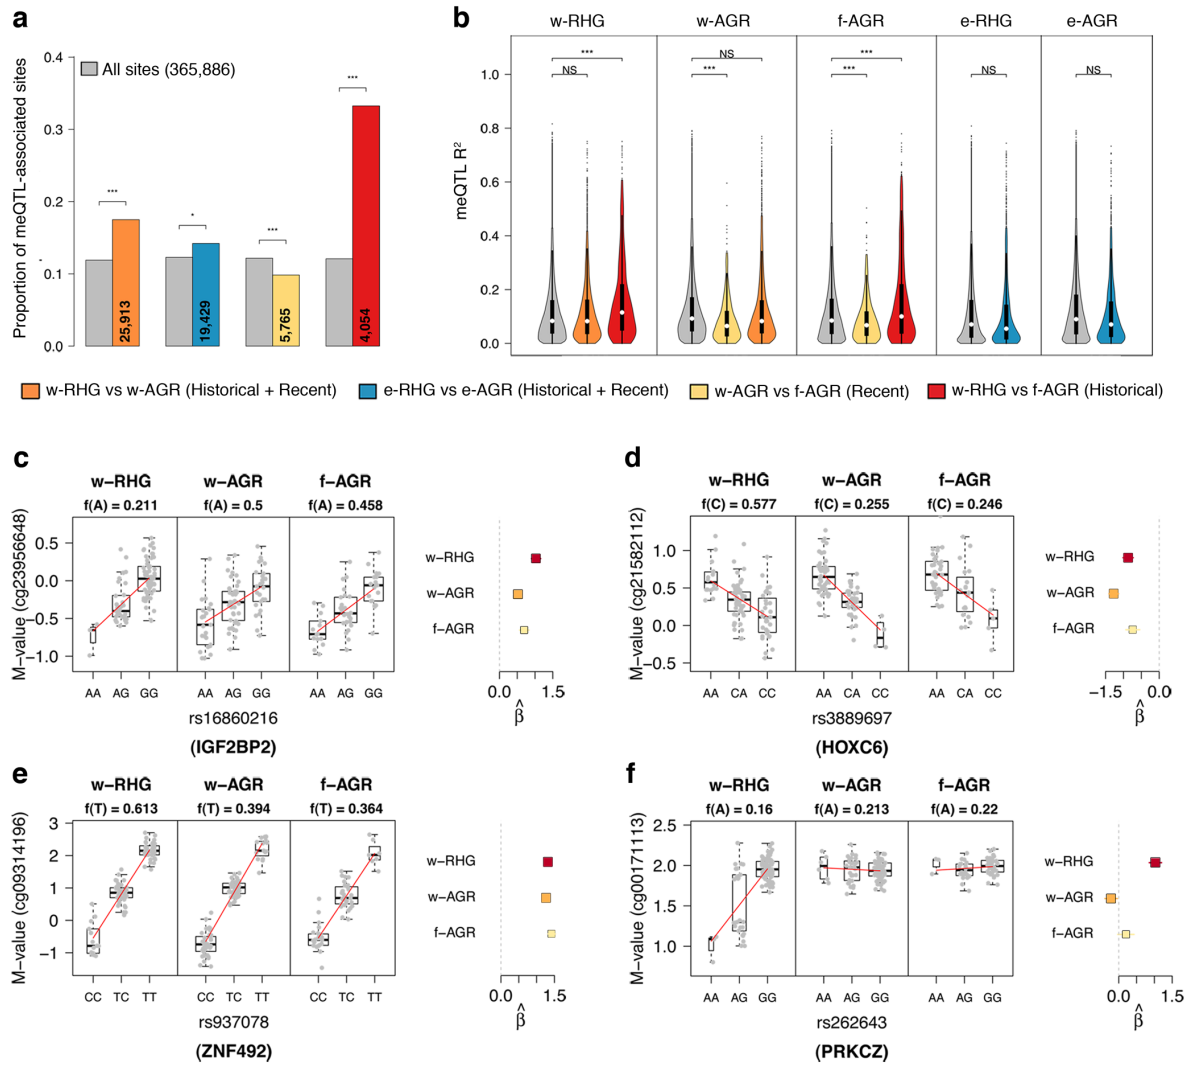 a
Proportion of meQTL-associated sites
0.4
0.3
0.2
0.1
0.0
All sites (365,886)
***
*
***
***
25,913
19,429
5,765
4,054
b
w-RHG w-AGR f-AGR e-RHG e-AGR
meQTL R²
1.0
0.8
0.6
0.4
0.2
0.0
***
NS
NS
***
***
***
NS
NS
w-RHG vs w-AGR (Historical + Recent) e-RHG vs e-AGR (Historical + Recent) w-AGR vs f-AGR (Recent) w-RHG vs f-AGR (Historical)
c
w−RHG w−AGR f−AGR
f(A) = 0.211 f(A) = 0.5 f(A) = 0.458
M−value (cg23956648)
0.5
0.0
−0.5
−1.0
AA AG GG AA AG GG AA AG GG
rs16860216
(IGF2BP2)
w−RHG
w−AGR
f−AGR
0.0 1.5
β̂
d
w−RHG w−AGR f−AGR
f(C) = 0.577 f(C) = 0.255 f(C) = 0.246
M−value (cg21582112)
1.0
0.5
0.0
−0.5
AA CA CC AA CA CC AA CA CC
rs3889697
(HOXC6)
w−RHG
w−AGR
f−AGR
−1.5 0.0
β̂
e
w−RHG w−AGR f−AGR
f(T) = 0.613 f(T) = 0.394 f(T) = 0.364
M−value (cg09314196)
3
2
1
0
−1
CC TC TT CC TC TT CC TC TT
rs937078
(ZNF492)
w−RHG
w−AGR
f−AGR
0.0 1.5
β̂
f
w−RHG w−AGR f−AGR
f(A) = 0.16 f(A) = 0.213 f(A) = 0.22
M−value (cg00171113)
2.5
2.0
1.5
1.0
AA AG GG AA AG GG AA AG GG
rs262643
(PRKCZ)
w−RHG
w−AGR
f−AGR
0.0 1.5
β̂